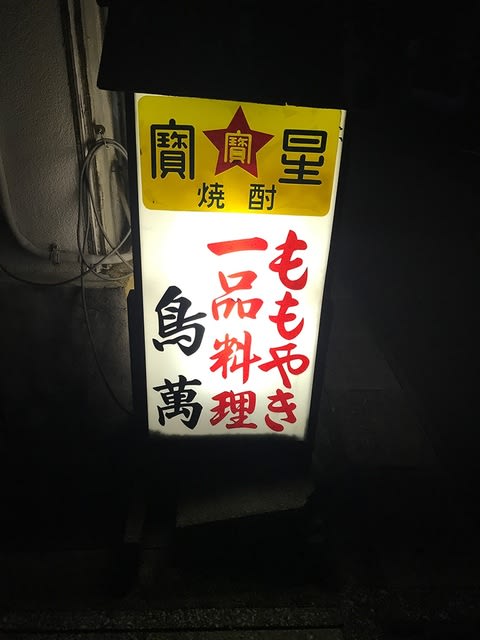 寶 寶 星
焼酎
ももやき
一品料理
鳥萬